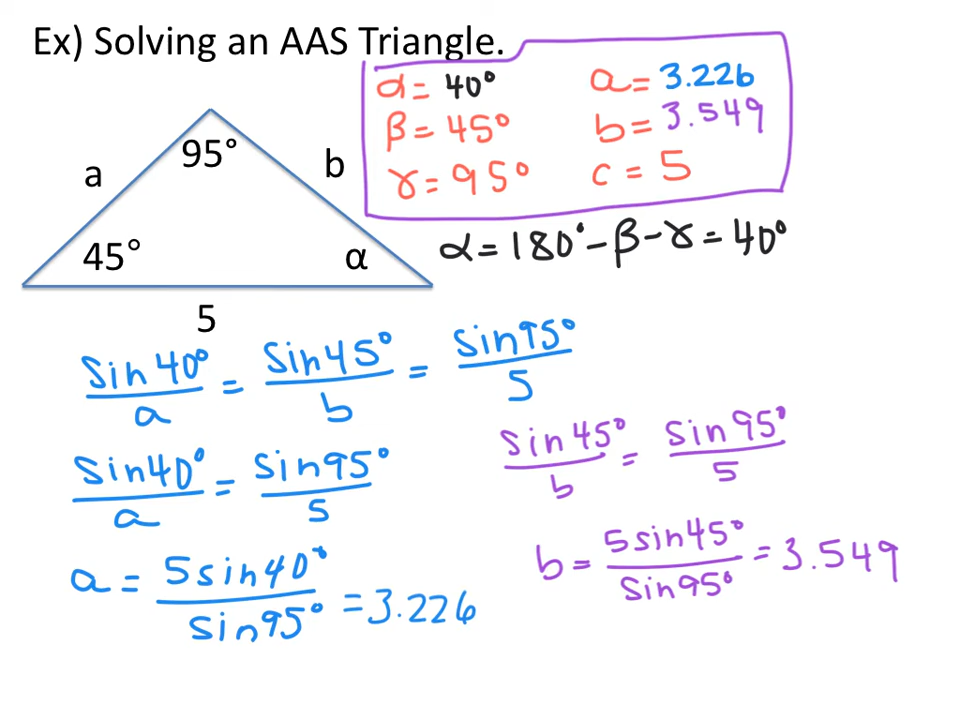 Ex) Solving an AAS Triangle.
α = 40° a = 3.226
β = 45° b = 3.549
γ = 95° c = 5
95°
a
b
45°
α
5
α = 180° - β - γ = 40°
sin 40° / a = sin 45° / b = sin 95° / 5
sin 40° / a = sin 95° / 5
a = 5 sin 40° / sin 95° = 3.226
sin 45° / b = sin 95° / 5
b = 5 sin 45° / sin 95° = 3.549